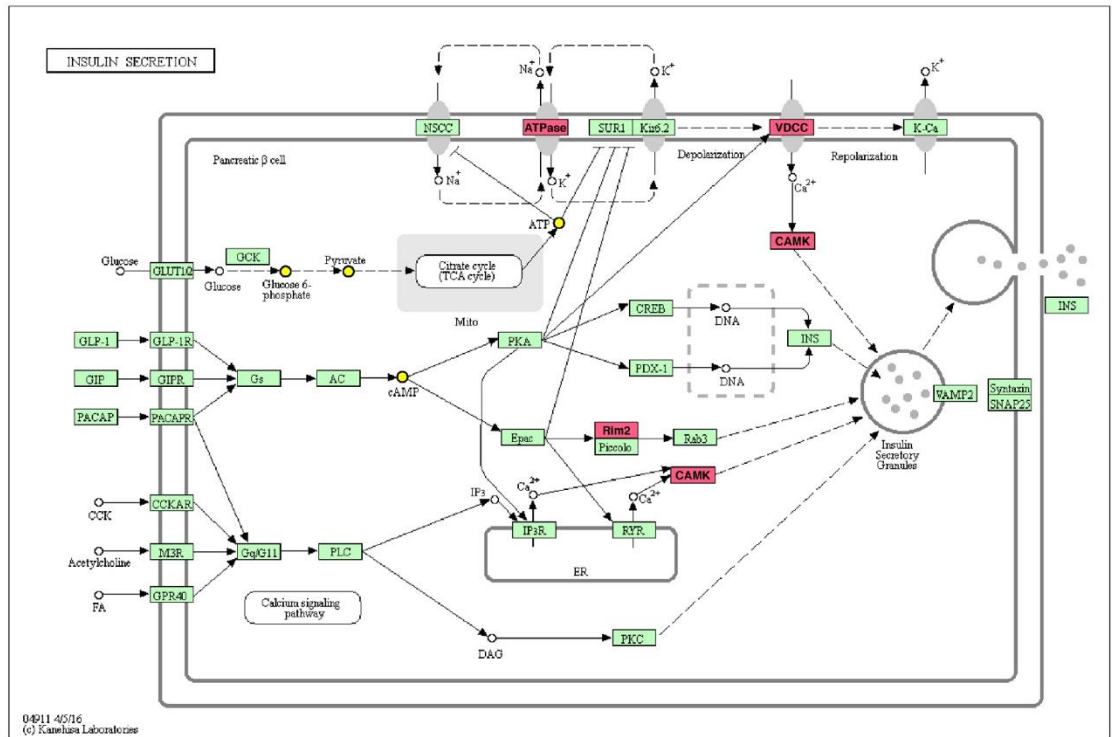 INSULIN SECRETION
Na+
K+
K+
NSCC
ATPase
SUR1
Kir6.2
VDCC
K-Ca
Depolarization
Repolarization
Pancreatic β cell
Na+
K+
Ca2+
ATP
CAMK
Glucose
GLUT1/2
Glucose
GCK
Glucose 6-
phosphate
Pyruvate
Citrate cycle
(TCA cycle)
Mito
INS
GLP-1
GLP-1R
PKA
CREB
DNA
INS
GIP
GIPR
Gs
AC
cAMP
PDX-1
DNA
PACAP
PACAPR
VAMP2
Syntaxin
SNAP25
Epac
Rim2
Piccolo
Rab3
Insulin
Secretory
Granules
CAMK
IP3
Ca2+
Ca2+
CCK
CCKAR
IP3R
RYR
Acetylcholine
M3R
Gq/G11
PLC
ER
FA
GPR40
Calcium signaling
pathway
DAG
PKC
04911 4/5/16
(c) Kanehisa Laboratories